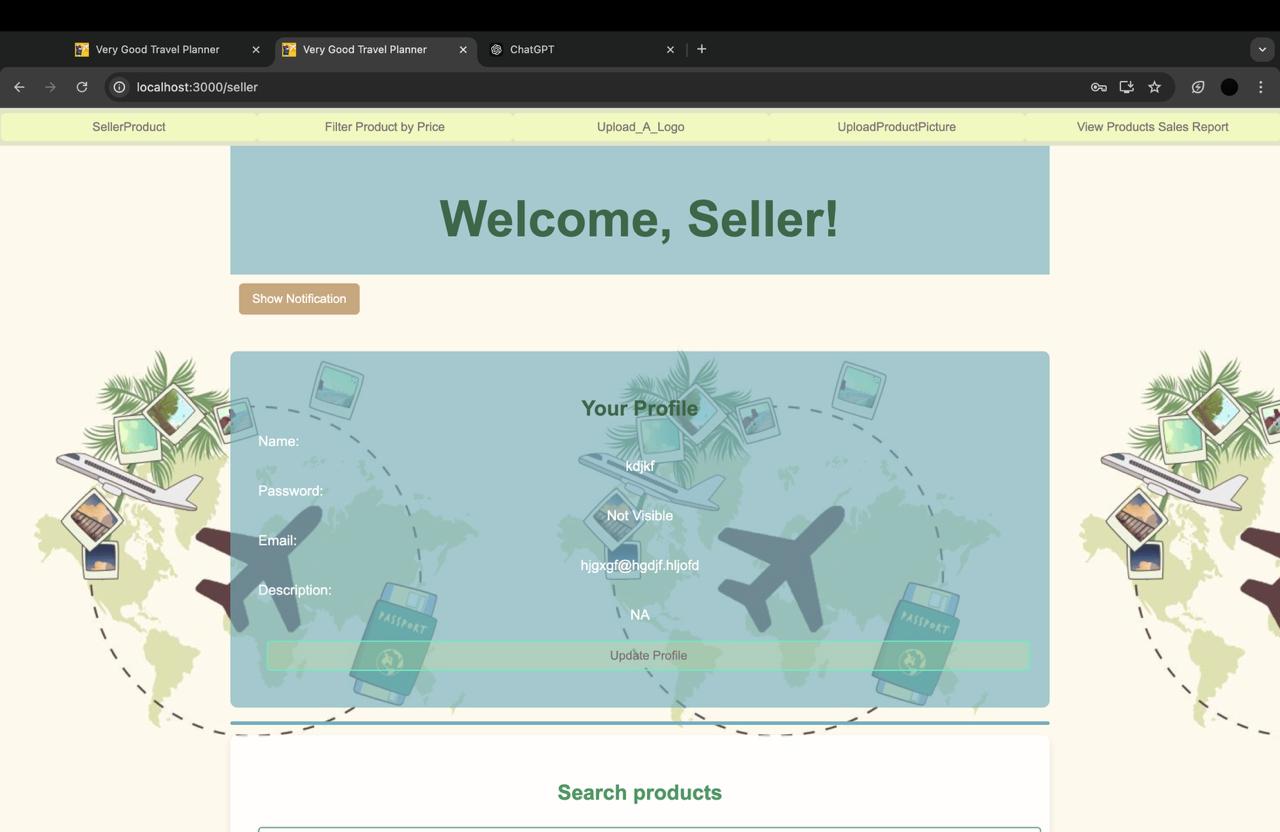 Very Good Travel Planner
Very Good Travel Planner
ChatGPT
localhost:3000/seller
SellerProduct
Filter Product by Price
Upload_A_Logo
UploadProductPicture
View Products Sales Report
Welcome, Seller!
Show Notification
Your Profile
Name:
kdjkf
Password:
Not Visible
Email:
hjgxgf@hgdjf.hljofd
Description:
NA
PASSPORT
PASSPORT
Update Profile
Search products